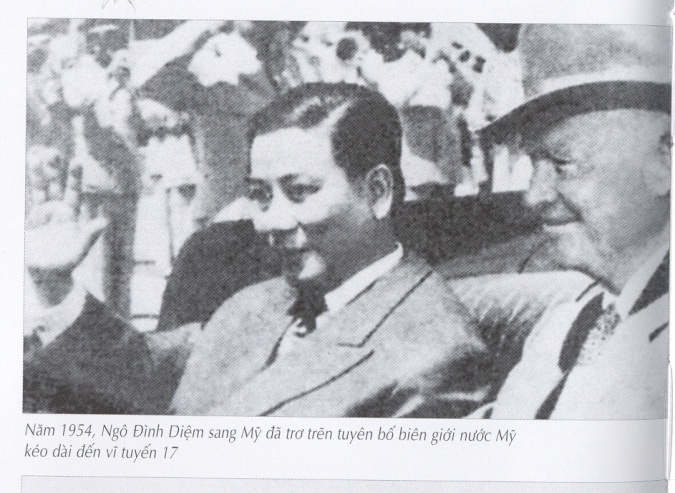 Năm 1954, Ngô Đình Diệm sang Mỹ đã trơ trẽn tuyên bố biên giới nước Mỹ
kéo dài đến vĩ tuyến 17